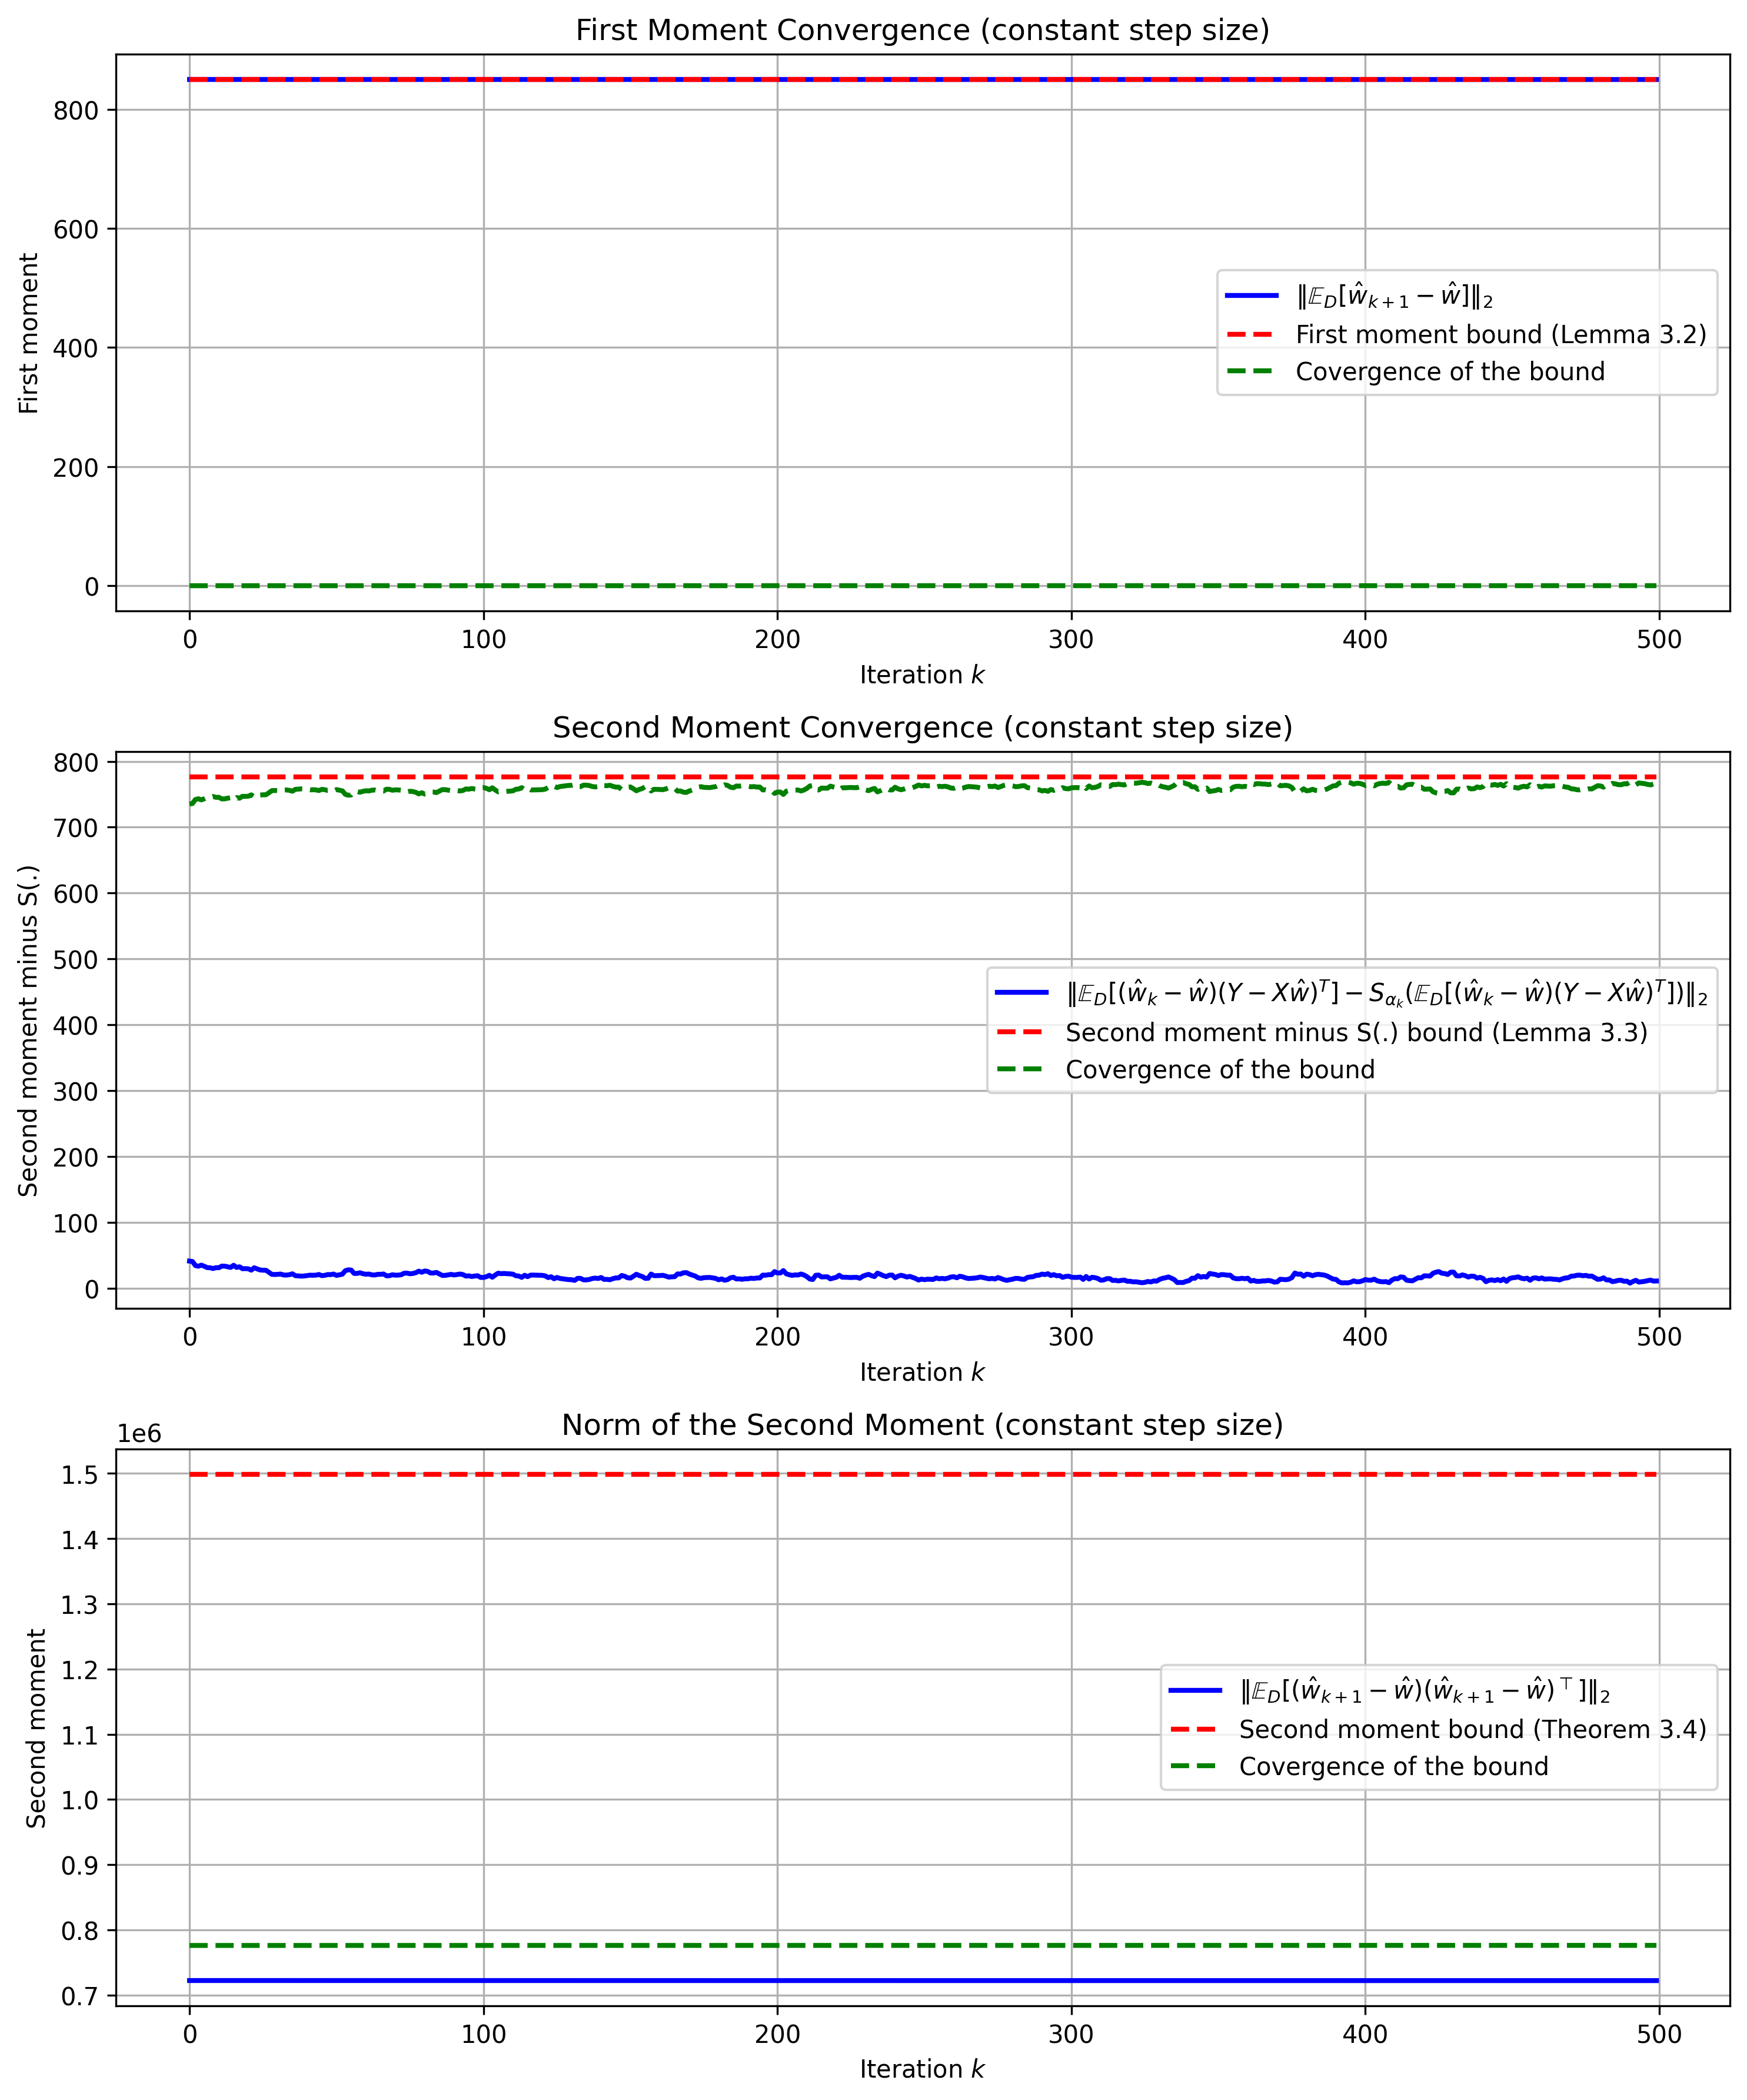 First Moment Convergence (constant step size)
800
600
400
200
0
First moment
‖𝔼_D[ŵ_{k+1} − ŵ]‖₂
First moment bound (Lemma 3.2)
Covergence of the bound
0 100 200 300 400 500
Iteration k
Second Moment Convergence (constant step size)
800
700
600
500
400
300
200
100
0
Second moment minus S(.)
‖𝔼_D[(ŵ_k − ŵ)(Y − Xŵ)^T] − S_{α_k}(𝔼_D[(ŵ_k − ŵ)(Y − Xŵ)^T])‖₂
Second moment minus S(.) bound (Lemma 3.3)
Covergence of the bound
0 100 200 300 400 500
Iteration k
Norm of the Second Moment (constant step size)
1e6
1.5
1.4
1.3
1.2
1.1
1.0
0.9
0.8
0.7
Second moment
‖𝔼_D[(ŵ_{k+1} − ŵ)(ŵ_{k+1} − ŵ)^⊤]‖₂
Second moment bound (Theorem 3.4)
Covergence of the bound
0 100 200 300 400 500
Iteration k